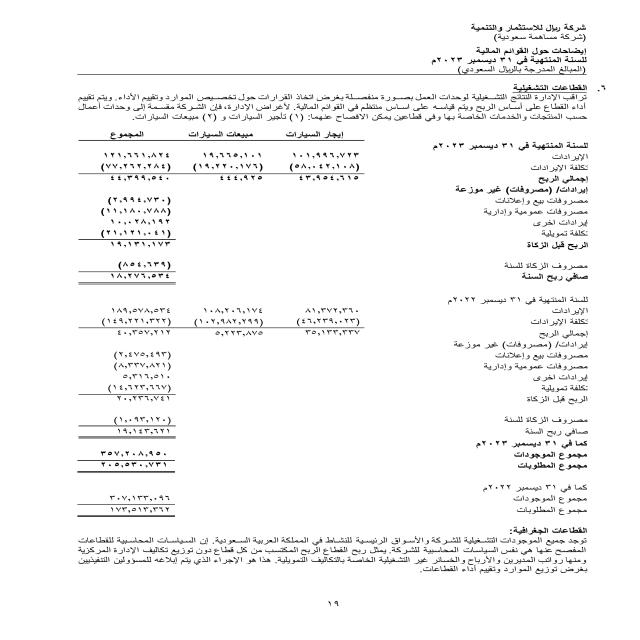 شركة ريال للاستثمار والتنمية
(شركة مساهمة سعودية)
إيضاحات حول القوائم المالية
للسنة المنتهية في ٣١ ديسمبر ٢٠٢٣م
(المبالغ المدرجة بالريال السعودي)
٦. القطاعات التشغيلية
تراقب الإدارة النتائج التشغيلية لوحدات العمل بصورة منفصلة بغرض اتخاذ القرارات حول تخصيص الموارد وتقييم الأداء. ويتم تقييم
أداء القطاع على أساس الربح ويتم قياسه على اساس منتظم في القوائم المالية. لأغراض الإدارة، فإن الشركة مقسمة إلى وحدات أعمال
حسب المنتجات والخدمات الخاصة بها وفي قطاعين يمكن الافصاح عنهما: (١) تأجير السيارات و (٢) مبيعات السيارات.
إيجار السيارات مبيعات السيارات المجموع
للسنة المنتهية في ٣١ ديسمبر ٢٠٢٣م
الإيرادات ١٠١,٩٩٦,٧٢٣ ١٩,٦٦٥,١٠١ ١٢١,٦٦١,٨٢٤
تكلفة الإيرادات (٥٨,٠٤٢,١٠٨) (١٩,٢٢٠,١٧٦) (٧٧,٢٦٢,٢٨٤)
إجمالي الربح ٤٣,٩٥٤,٦١٥ ٤٤٤,٩٢٥ ٤٤,٣٩٩,٥٤٠
إيرادات/ (مصروفات) غير موزعة
مصروفات بيع وإعلانات (٢,٩٩٤,٧٣٠)
مصروفات عمومية وإدارية (١١,١٨٠,٧٨٨)
إيرادات اخرى ١٠,٠٢٨,١٩٢
تكلفة تمويلية (٢١,١٢١,٠٤١)
الربح قبل الزكاة ١٩,١٣١,١٧٣
مصروف الزكاة للسنة (٨٥٤,٦٣٩)
صافي ربح السنة ١٨,٢٧٦,٥٣٤
للسنة المنتهية في ٣١ ديسمبر ٢٠٢٢م
الإيرادات ٨١,٣٧٢,٣٦٠ ١٠٨,٢٠٦,١٧٤ ١٨٩,٥٧٨,٥٣٤
تكلفة الإيرادات (٤٦,٢٣٩,٠٢٣) (١٠٢,٩٨٢,٢٩٩) (١٤٩,٢٢١,٣٢٢)
إجمالي الربح ٣٥,١٣٣,٣٣٧ ٥,٢٢٣,٨٧٥ ٤٠,٣٥٧,٢١٢
إيرادات/ (مصروفات) غير موزعة
مصروفات بيع وإعلانات (٢,٤٧٥,٤٩٣)
مصروفات عمومية وإدارية (٨,٣٣٧,٨٢١)
إيرادات اخرى ٥,٣١٦,٥١٠
تكلفة تمويلية (١٤,٦٢٣,٦٦٧)
الربح قبل الزكاة ٢٠,٢٣٦,٧٤١
مصروف الزكاة للسنة (١,٠٩٣,١٢٠)
صافي ربح السنة ١٩,١٤٣,٦٢١
كما في ٣١ ديسمبر ٢٠٢٣م
مجموع الموجودات ٣٥٧,٢٠٨,٩٥٠
مجموع المطلوبات ٢٠٥,٥٣٠,٧٣١
كما في ٣١ ديسمبر ٢٠٢٢م
مجموع الموجودات ٣٠٧,١٣٣,٠٩٦
مجموع المطلوبات ١٧٣,٥١٣,٣٦٢
القطاعات الجغرافية:
توجد جميع الموجودات التشغيلية للشركة والأسواق الرئيسية للنشاط في المملكة العربية السعودية. إن السياسات المحاسبية للقطاعات
المفصح عنها هي نفس السياسات المحاسبية للشركة. يمثل ربح القطاع الربح المكتسب من كل قطاع دون توزيع تكاليف الإدارة المركزية
ومنها رواتب المديرين والأرباح والخسائر غير التشغيلية الخاصة بالتكاليف التمويلية. هذا هو الإجراء الذي يتم إبلاغه للمسؤولين التنفيذيين
بغرض توزيع الموارد وتقييم أداء القطاعات.
١٩